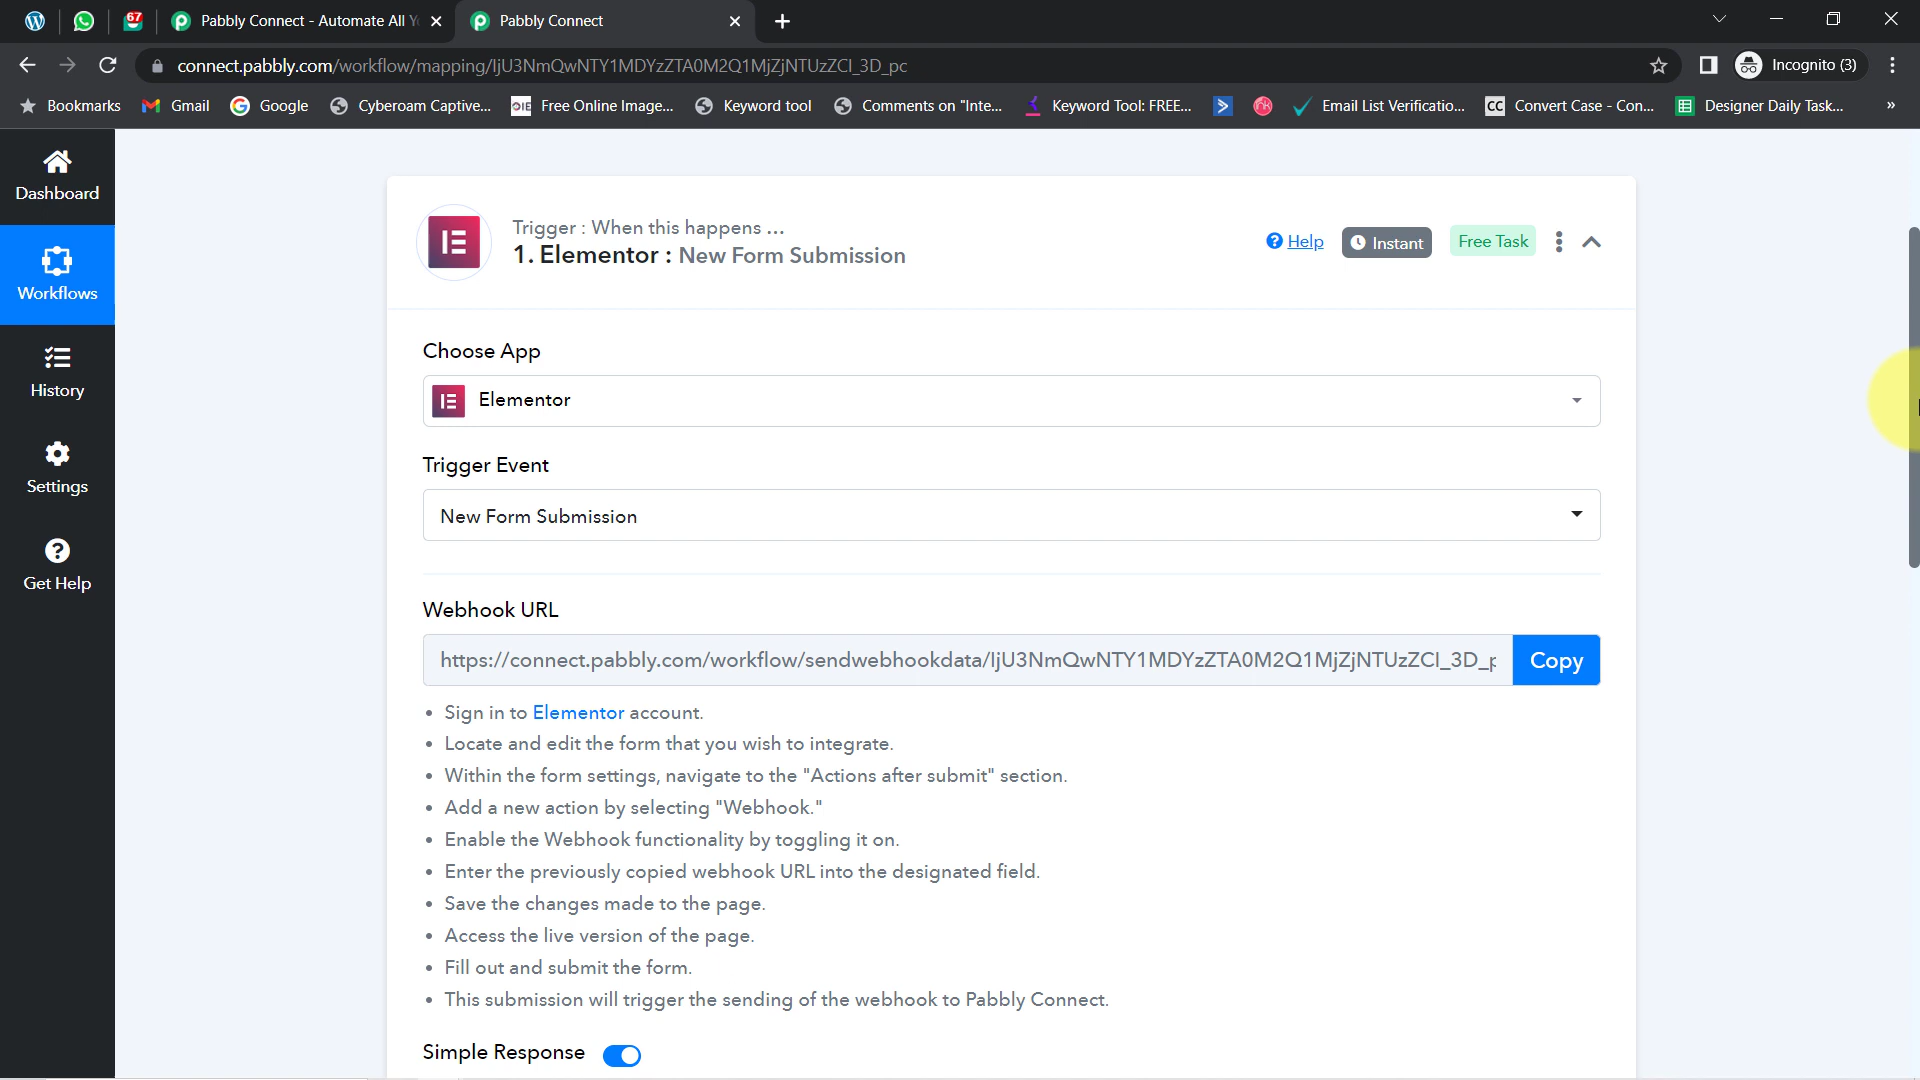 67
Pabbly Connect - Automate All Y
Pabbly Connect
connect.pabbly.com/workflow/mapping/IjU3NmQwNTY1MDYzZTA0M2Q1MjZjNTUzZCI_3D_pc
Incognito (3)
Bookmarks
Gmail
Google
Cyberoam Captive...
OIE
Free Online Image...
Keyword tool
Comments on "Inte...
Keyword Tool: FREE...
Email List Verificatio...
CC
Convert Case - Con...
Designer Daily Task...
»
Dashboard
Workflows
History
Settings
Get Help
Trigger : When this happens ...
1. Elementor : New Form Submission
Help
Instant
Free Task
Choose App
Elementor
Trigger Event
New Form Submission
Webhook URL
https://connect.pabbly.com/workflow/sendwebhookdata/IjU3NmQwNTY1MDYzZTA0M2Q1MjZjNTUzZCI_3D_p
Copy
• Sign in to Elementor account.
• Locate and edit the form that you wish to integrate.
• Within the form settings, navigate to the "Actions after submit" section.
• Add a new action by selecting "Webhook."
• Enable the Webhook functionality by toggling it on.
• Enter the previously copied webhook URL into the designated field.
• Save the changes made to the page.
• Access the live version of the page.
• Fill out and submit the form.
• This submission will trigger the sending of the webhook to Pabbly Connect.
Simple Response